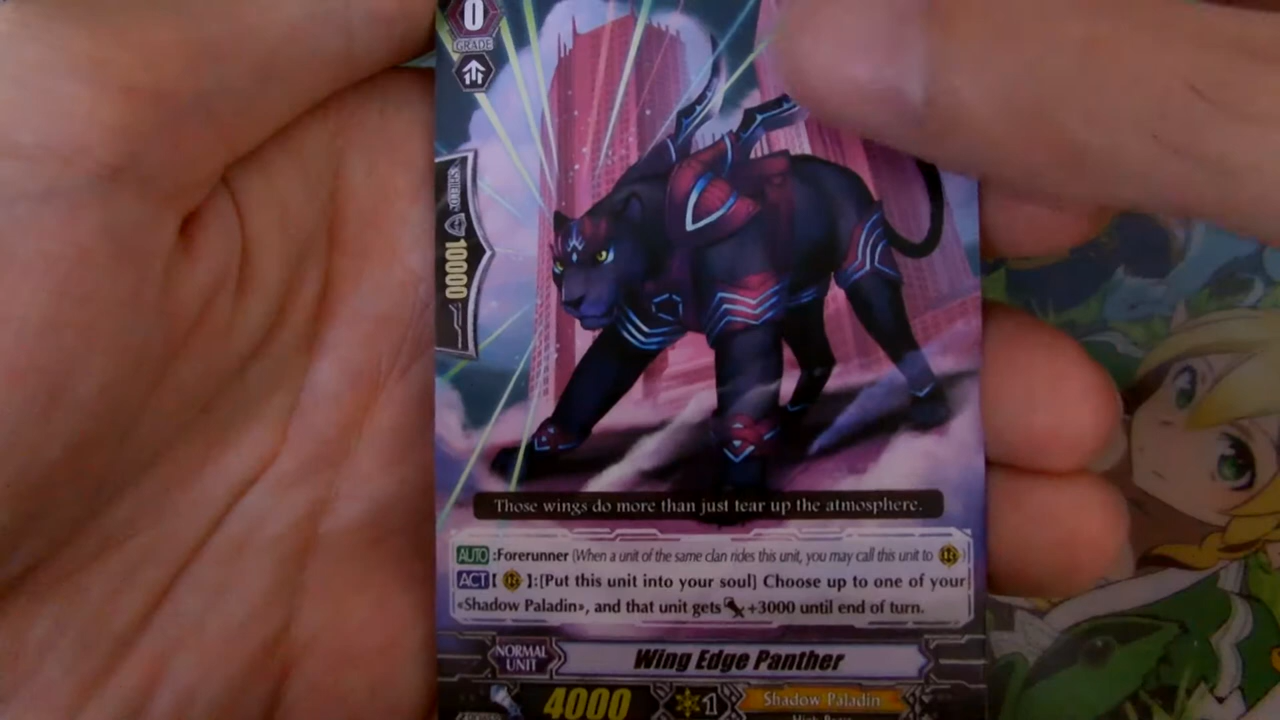 0
GRADE
SHIELD
10000
Those wings do more than just tear up the atmosphere.
AUTO :Forerunner (When a unit of the same clan rides this unit, you may call this unit to )
ACT【 】:[Put this unit into your soul] Choose up to one of your
«Shadow Paladin», and that unit gets +3000 until end of turn.
NORMAL
UNIT
Wing Edge Panther
4000
1
Shadow Paladin
High Beast